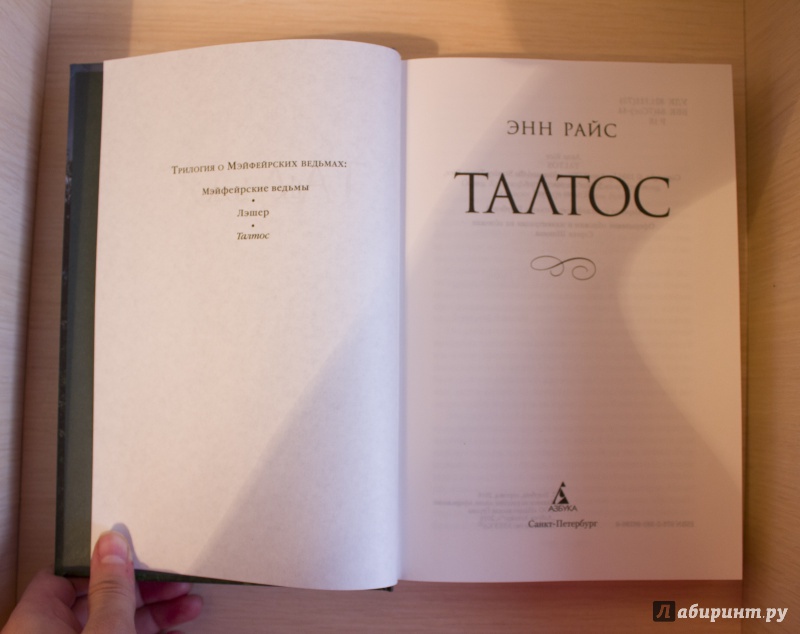 Трилогия о Мэйфейрских ведьмах:
Мэйфейрские ведьмы
•
Лэшер
•
Талтос
ЭНН РАЙС
ТАЛТОС
АЗБУКА
Санкт-Петербург
Лабиринт.ру